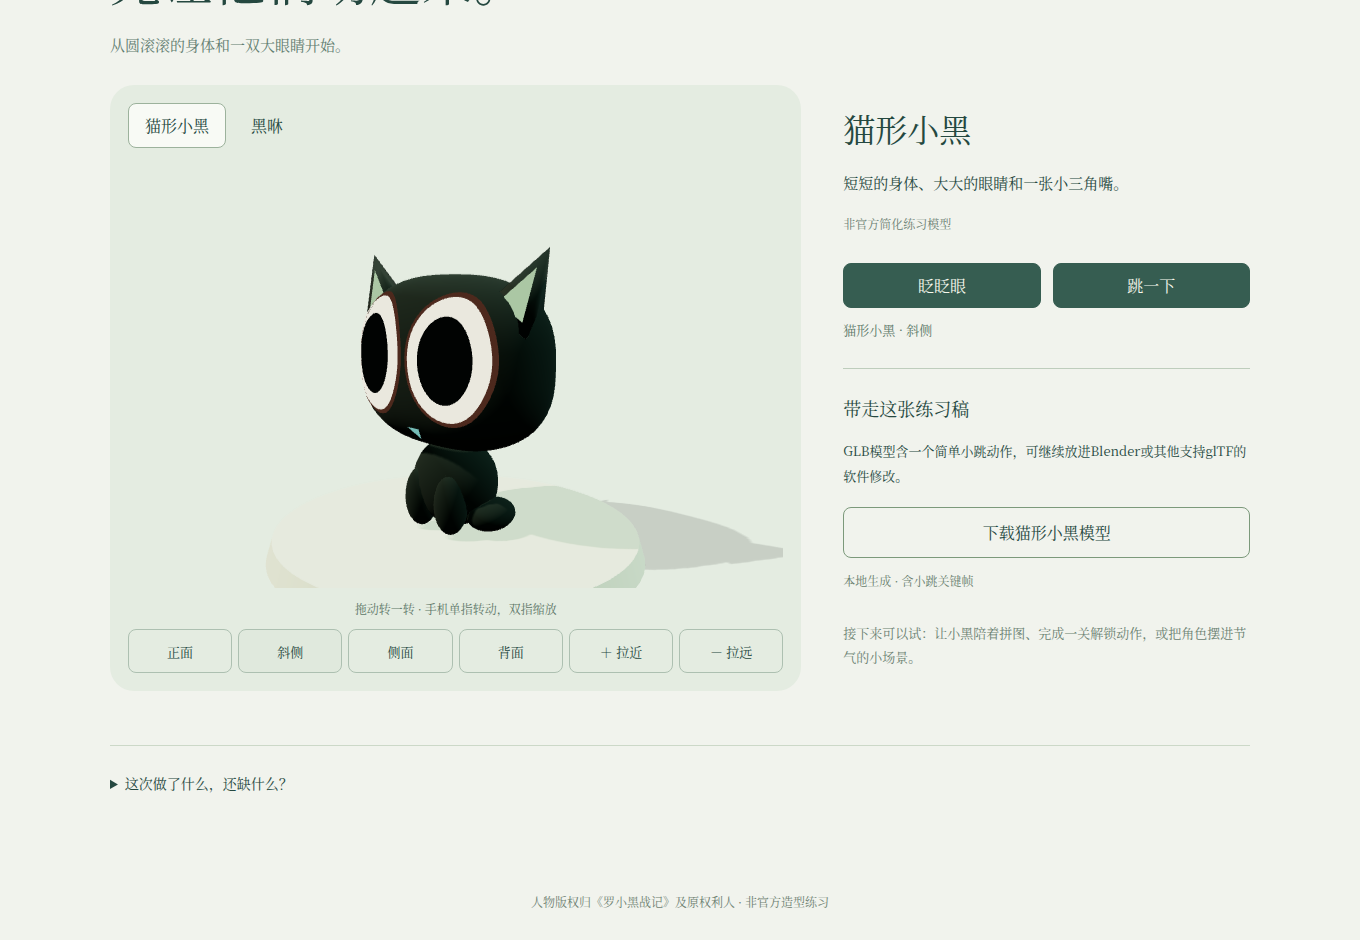 从圆滚滚的身体和一双大眼睛开始。
猫形小黑
黑咻
猫形小黑
短短的身体、大大的眼睛和一张小三角嘴。
非官方简化练习模型
眨眨眼
跳一下
猫形小黑 · 斜侧
带走这张练习稿
GLB模型含一个简单小跳动作，可继续放进Blender或其他支持glTF的
软件修改。
下载猫形小黑模型
本地生成 · 含小跳关键帧
接下来可以试：让小黑陪着拼图、完成一关解锁动作，或把角色摆进节
气的小场景。
拖动转一转 · 手机单指转动，双指缩放
正面
斜侧
侧面
背面
＋ 拉近
－ 拉远
▶ 这次做了什么，还缺什么？
人物版权归《罗小黑战记》及原权利人 · 非官方造型练习